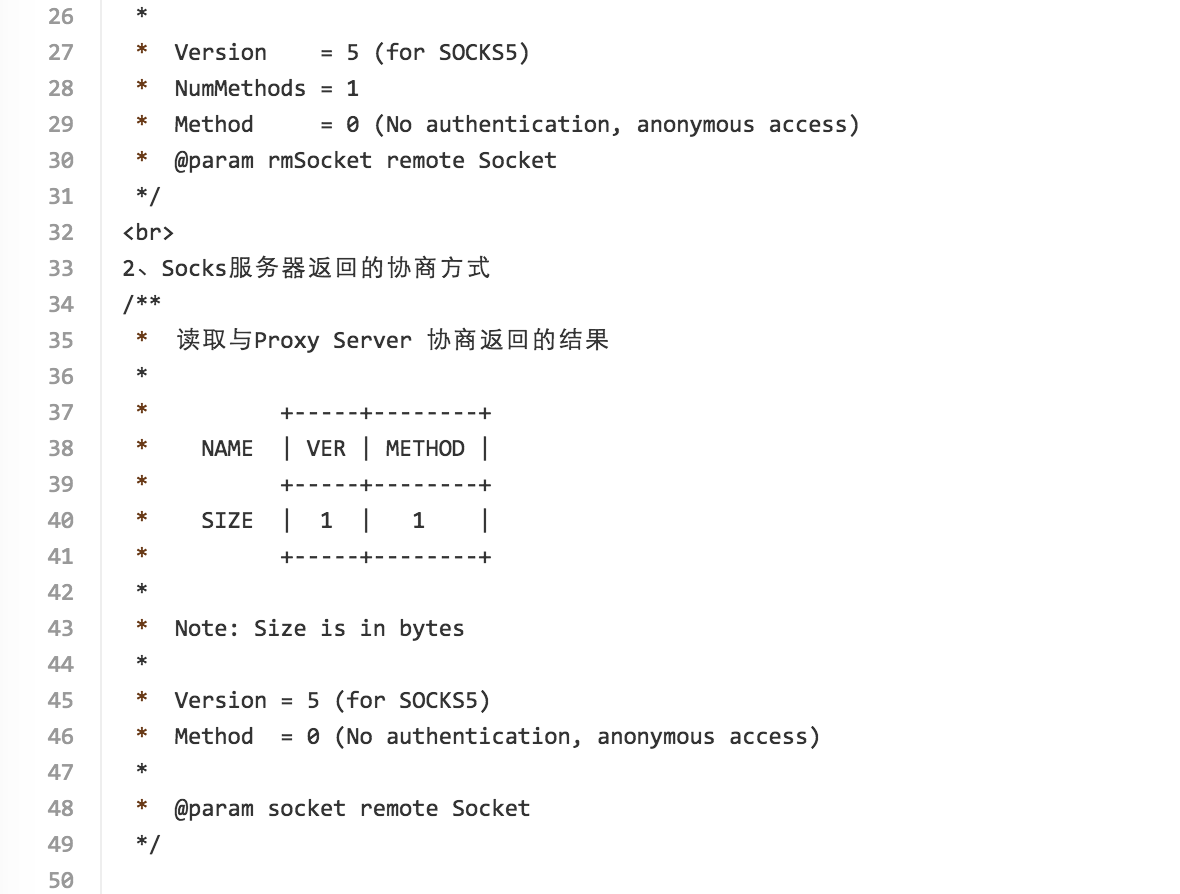 26   *
27   *  Version    = 5 (for SOCKS5)
28   *  NumMethods = 1
29   *  Method     = 0 (No authentication, anonymous access)
30   *  @param rmSocket remote Socket
31   */
32  <br>
33  2、Socks服务器返回的协商方式
34  /**
35   *  读取与Proxy Server 协商返回的结果
36   *
37   *          +-----+--------+
38   *    NAME  | VER | METHOD |
39   *          +-----+--------+
40   *    SIZE  |  1  |   1    |
41   *          +-----+--------+
42   *
43   *  Note: Size is in bytes
44   *
45   *  Version = 5 (for SOCKS5)
46   *  Method  = 0 (No authentication, anonymous access)
47   *
48   *  @param socket remote Socket
49   */
50